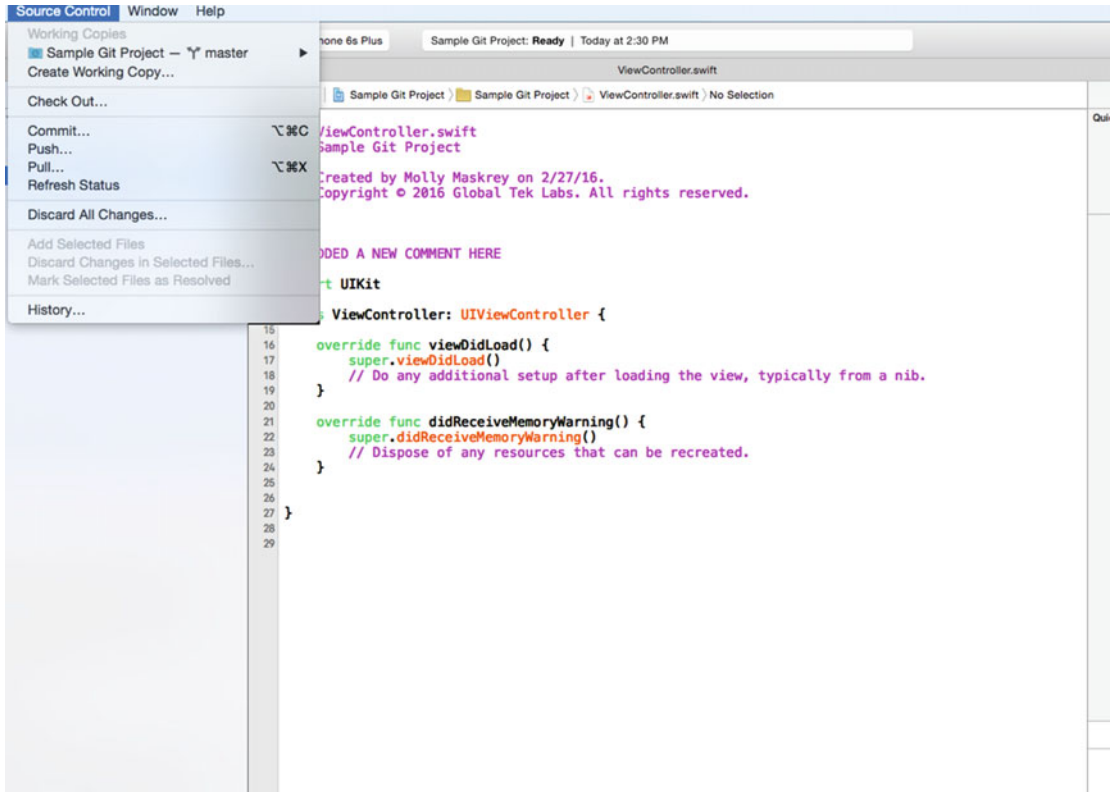 Source Control Window Help
Working Copies
Sample Git Project — master
Create Working Copy...
Check Out...
Commit... ⌥⌘C
Push...
Pull... ⌥⌘X
Refresh Status
Discard All Changes...
Add Selected Files
Discard Changes in Selected Files...
Mark Selected Files as Resolved
History...
hone 6s Plus
Sample Git Project: Ready | Today at 2:30 PM
ViewController.swift
Sample Git Project 〉 Sample Git Project 〉 ViewController.swift 〉 No Selection
Qui
ViewController.swift
Sample Git Project
Created by Molly Maskrey on 2/27/16.
Copyright © 2016 Global Tek Labs. All rights reserved.
DDED A NEW COMMENT HERE
rt UIKit
s ViewController: UIViewController {
15
16 override func viewDidLoad() {
17 super.viewDidLoad()
18 // Do any additional setup after loading the view, typically from a nib.
19 }
20
21 override func didReceiveMemoryWarning() {
22 super.didReceiveMemoryWarning()
23 // Dispose of any resources that can be recreated.
24 }
25
26
27 }
28
29